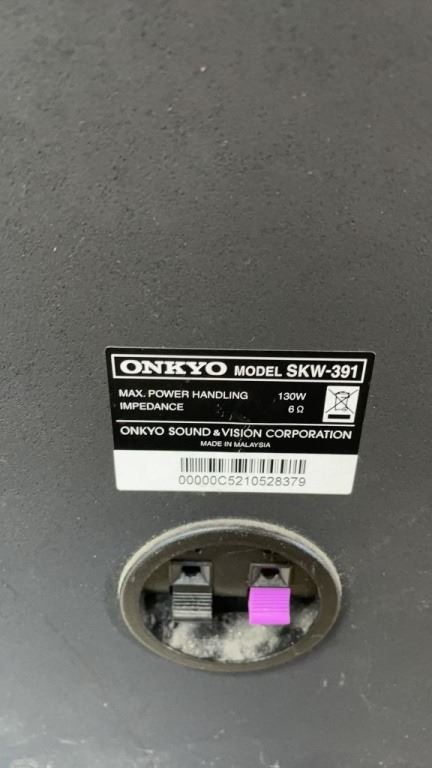 ONKYO MODEL SKW-391
MAX. POWER HANDLING 130W
IMPEDANCE 6 Ω
ONKYO SOUND & VISION CORPORATION
MADE IN MALAYSIA
00000C5210528379